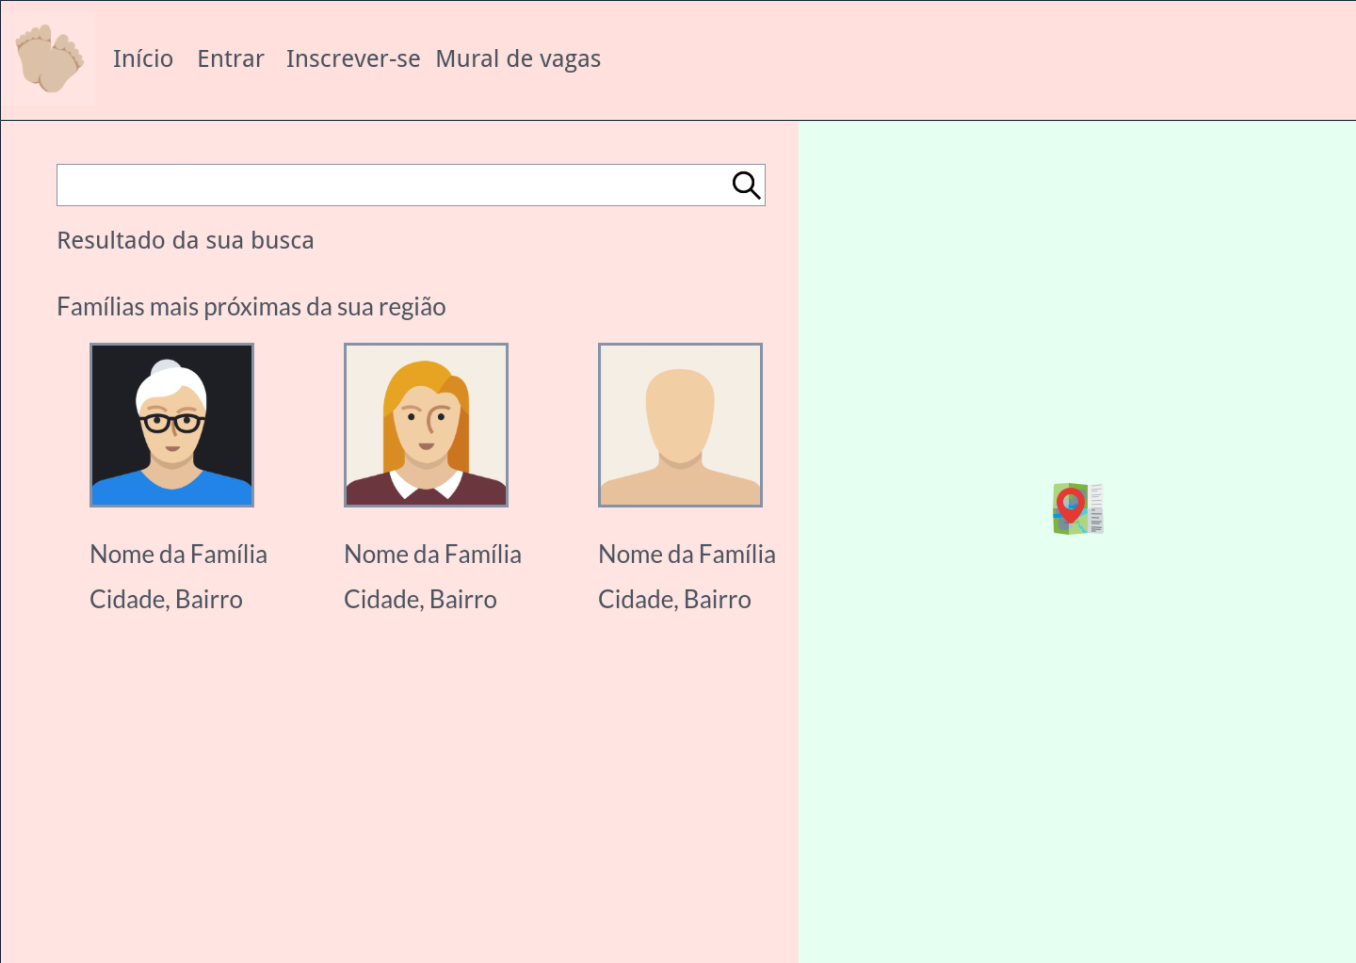 Início Entrar Inscrever-se Mural de vagas
Resultado da sua busca
Famílias mais próximas da sua região
Nome da Família Nome da Família Nome da Família
Cidade, Bairro Cidade, Bairro Cidade, Bairro